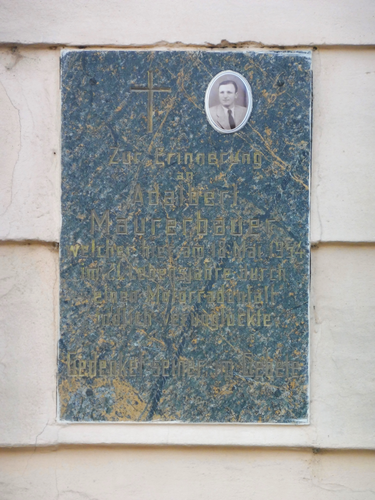 Zur Erinnerung
an
Adalbert
Maurerbauer
welcher hier am Mai
im Lebensjahre durch
einen Motorradunfall
tödlich verunglückte.
Gedenket seiner im Gebete